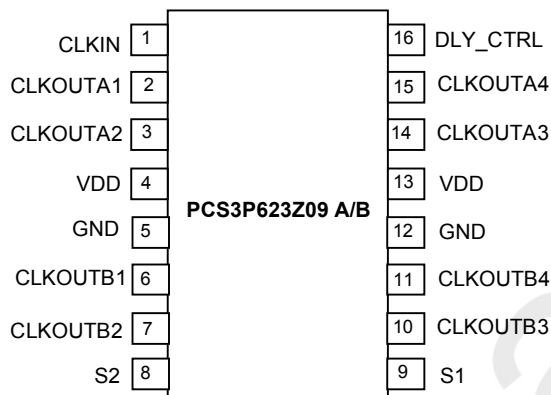 CLKIN 1 16 DLY_CTRL
CLKOUTA1 2 15 CLKOUTA4
CLKOUTA2 3 14 CLKOUTA3
VDD 4 13 VDD
PCS3P623Z09 A/B
GND 5 12 GND
CLKOUTB1 6 11 CLKOUTB4
CLKOUTB2 7 10 CLKOUTB3
S2 8 9 S1